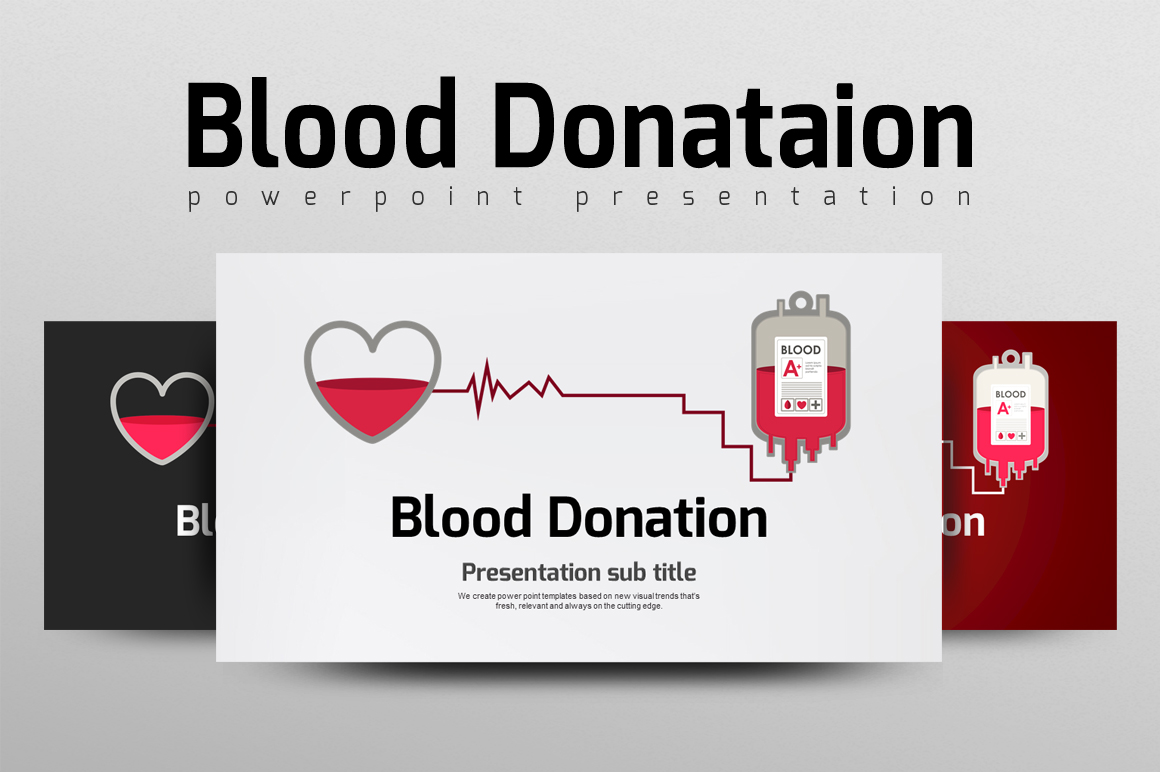 Blood Donataion
powerpoint presentation
BLOOD
A+
Blood Donation
Presentation sub title
We create power point templates based on new visual trends that's
fresh, relevant and always on the cutting edge.
Bl
BLOOD
A+
on